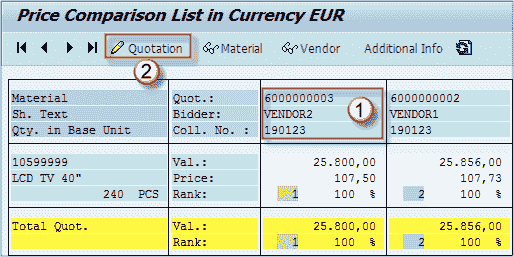 Price Comparison List in Currency EUR
Quotation Material Vendor Additional Info
2
Material Quot.: 6000000003 6000000002
1
Sh. Text Bidder: VENDOR2 VENDOR1
Qty. in Base Unit Coll. No. : 190123 190123
10599999 Val.: 25.800,00 25.856,00
LCD TV 40" Price: 107,50 107,73
240 PCS Rank: 1 100 % 2 100 %
Total Quot. Val.: 25.800,00 25.856,00
Rank: 1 100 % 2 100 %